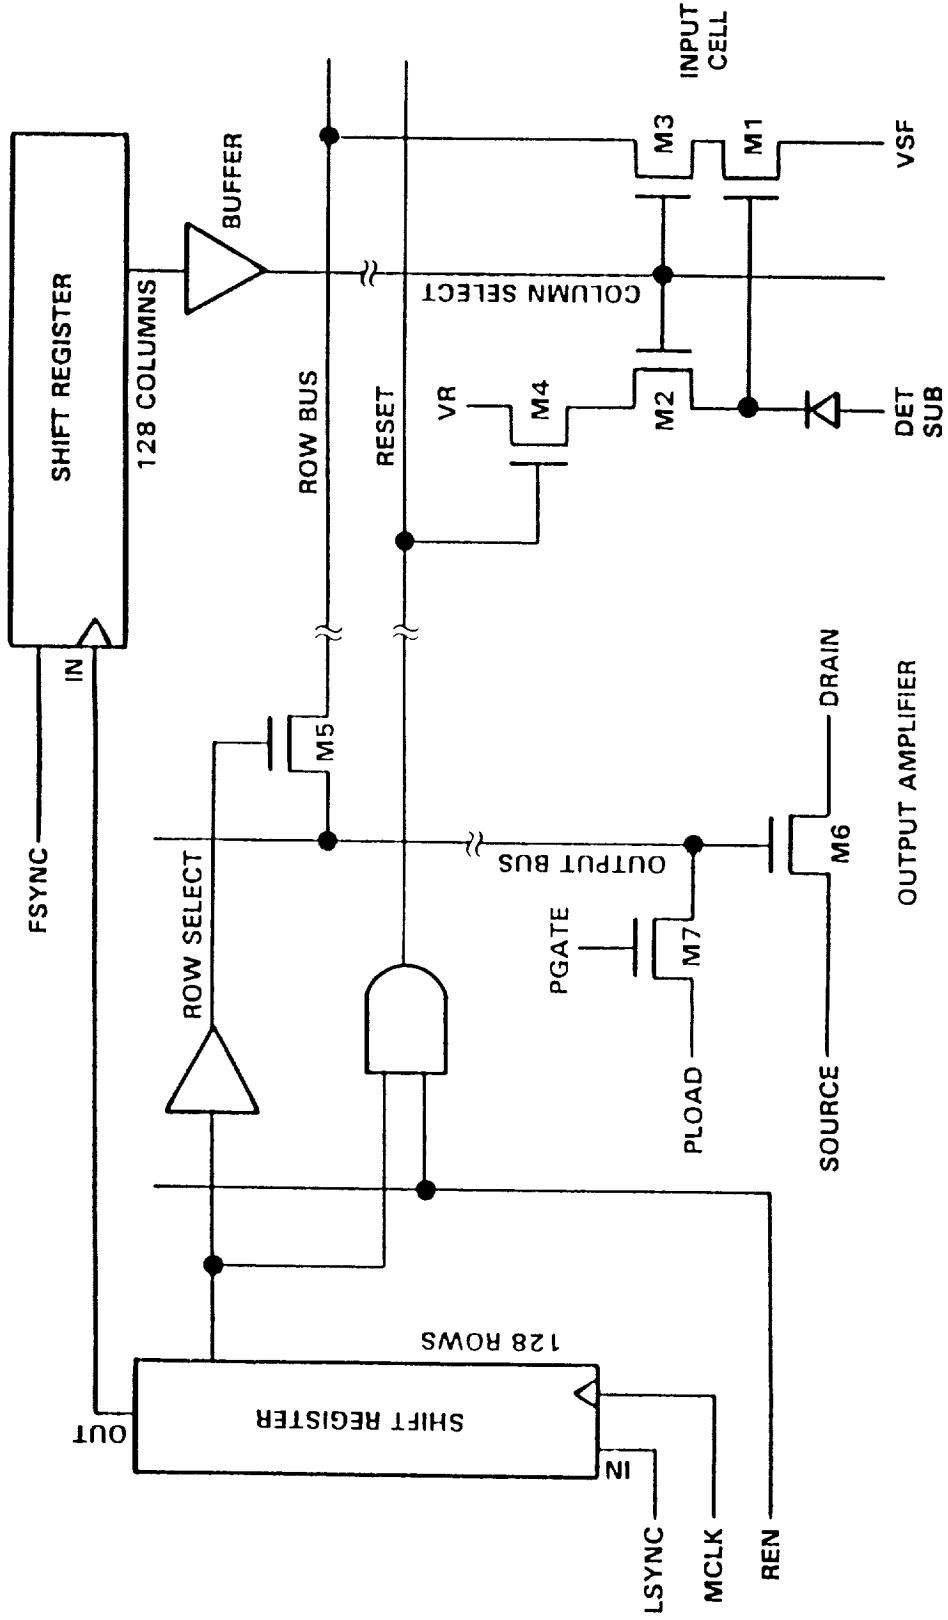 FSYNC
IN
SHIFT REGISTER
128 COLUMNS
BUFFER
OUT
SHIFT REGISTER
128 ROWS
IN
LSYNC
MCLK
REN
ROW SELECT
M5
ROW BUS
RESET
COLUMN SELECT
OUTPUT BUS
PGATE
M7
PLOAD
SOURCE
M6
DRAIN
OUTPUT AMPLIFIER
VR
M4
M2
M3
M1
DET
SUB
VSF
INPUT
CELL